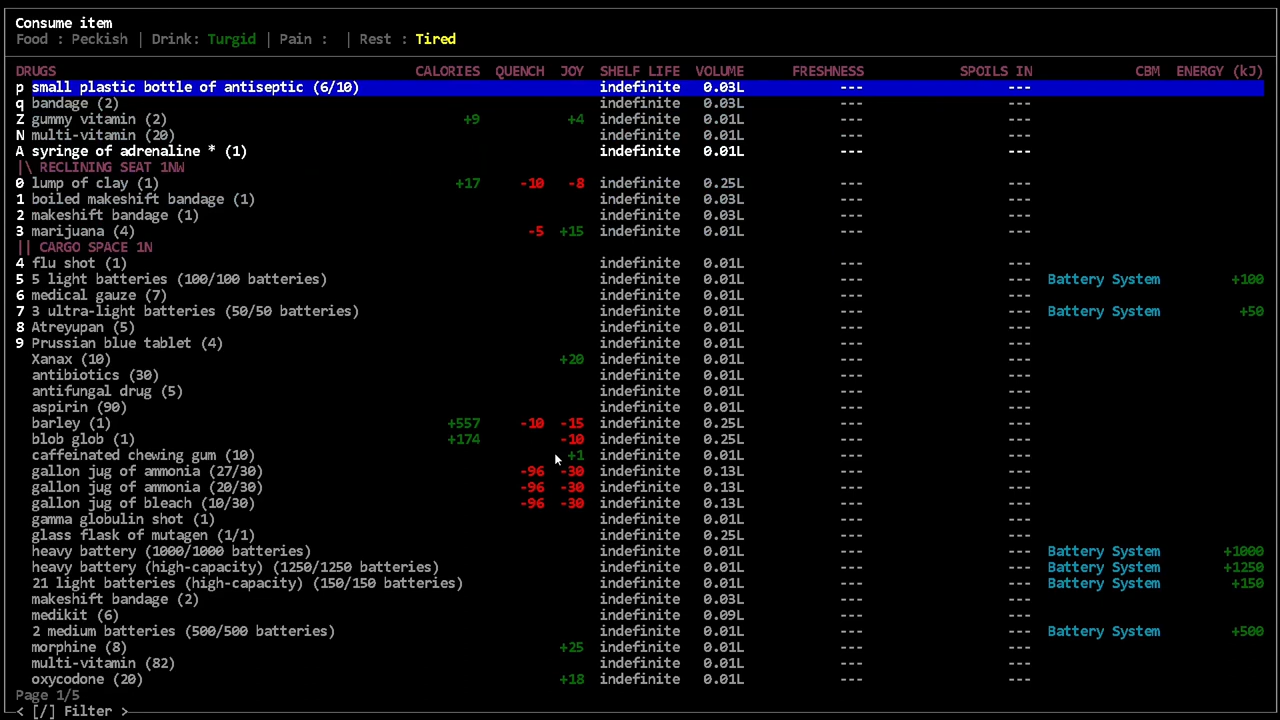 Consume item
Food : Peckish | Drink: Turgid | Pain :  | Rest : Tired
DRUGS CALORIES QUENCH JOY SHELF LIFE VOLUME FRESHNESS SPOILS IN CBM ENERGY (kJ)
p small plastic bottle of antiseptic (6/10) indefinite 0.03L --- ---
q bandage (2) indefinite 0.03L --- ---
Z gummy vitamin (2) +9 +4 indefinite 0.01L --- ---
N multi-vitamin (20) indefinite 0.01L --- ---
A syringe of adrenaline * (1) indefinite 0.01L --- ---
|\ RECLINING SEAT 1NW
0 lump of clay (1) +17 -10 -8 indefinite 0.25L --- ---
1 boiled makeshift bandage (1) indefinite 0.03L --- ---
2 makeshift bandage (1) indefinite 0.03L --- ---
3 marijuana (4) -5 +15 indefinite 0.01L --- ---
|| CARGO SPACE 1N
4 flu shot (1) indefinite 0.01L --- ---
5 5 light batteries (100/100 batteries) indefinite 0.01L --- --- Battery System +100
6 medical gauze (7) indefinite 0.01L --- ---
7 3 ultra-light batteries (50/50 batteries) indefinite 0.01L --- --- Battery System +50
8 Atreyupan (5) indefinite 0.01L --- ---
9 Prussian blue tablet (4) indefinite 0.01L --- ---
Xanax (10) +20 indefinite 0.01L --- ---
antibiotics (30) indefinite 0.01L --- ---
antifungal drug (5) indefinite 0.01L --- ---
aspirin (90) indefinite 0.01L --- ---
barley (1) +557 -10 -15 indefinite 0.25L --- ---
blob glob (1) +174 -10 indefinite 0.25L --- ---
caffeinated chewing gum (10) +1 indefinite 0.01L --- ---
gallon jug of ammonia (27/30) -96 -30 indefinite 0.13L --- ---
gallon jug of ammonia (20/30) -96 -30 indefinite 0.13L --- ---
gallon jug of bleach (10/30) -96 -30 indefinite 0.13L --- ---
gamma globulin shot (1) indefinite 0.01L --- ---
glass flask of mutagen (1/1) indefinite 0.25L --- ---
heavy battery (1000/1000 batteries) indefinite 0.01L --- --- Battery System +1000
heavy battery (high-capacity) (1250/1250 batteries) indefinite 0.01L --- --- Battery System +1250
21 light batteries (high-capacity) (150/150 batteries) indefinite 0.01L --- --- Battery System +150
makeshift bandage (2) indefinite 0.03L --- ---
medikit (6) indefinite 0.09L --- ---
2 medium batteries (500/500 batteries) indefinite 0.01L --- --- Battery System +500
morphine (8) +25 indefinite 0.01L --- ---
multi-vitamin (82) indefinite 0.01L --- ---
oxycodone (20) +18 indefinite 0.01L --- ---
Page 1/5
< [/] Filter >